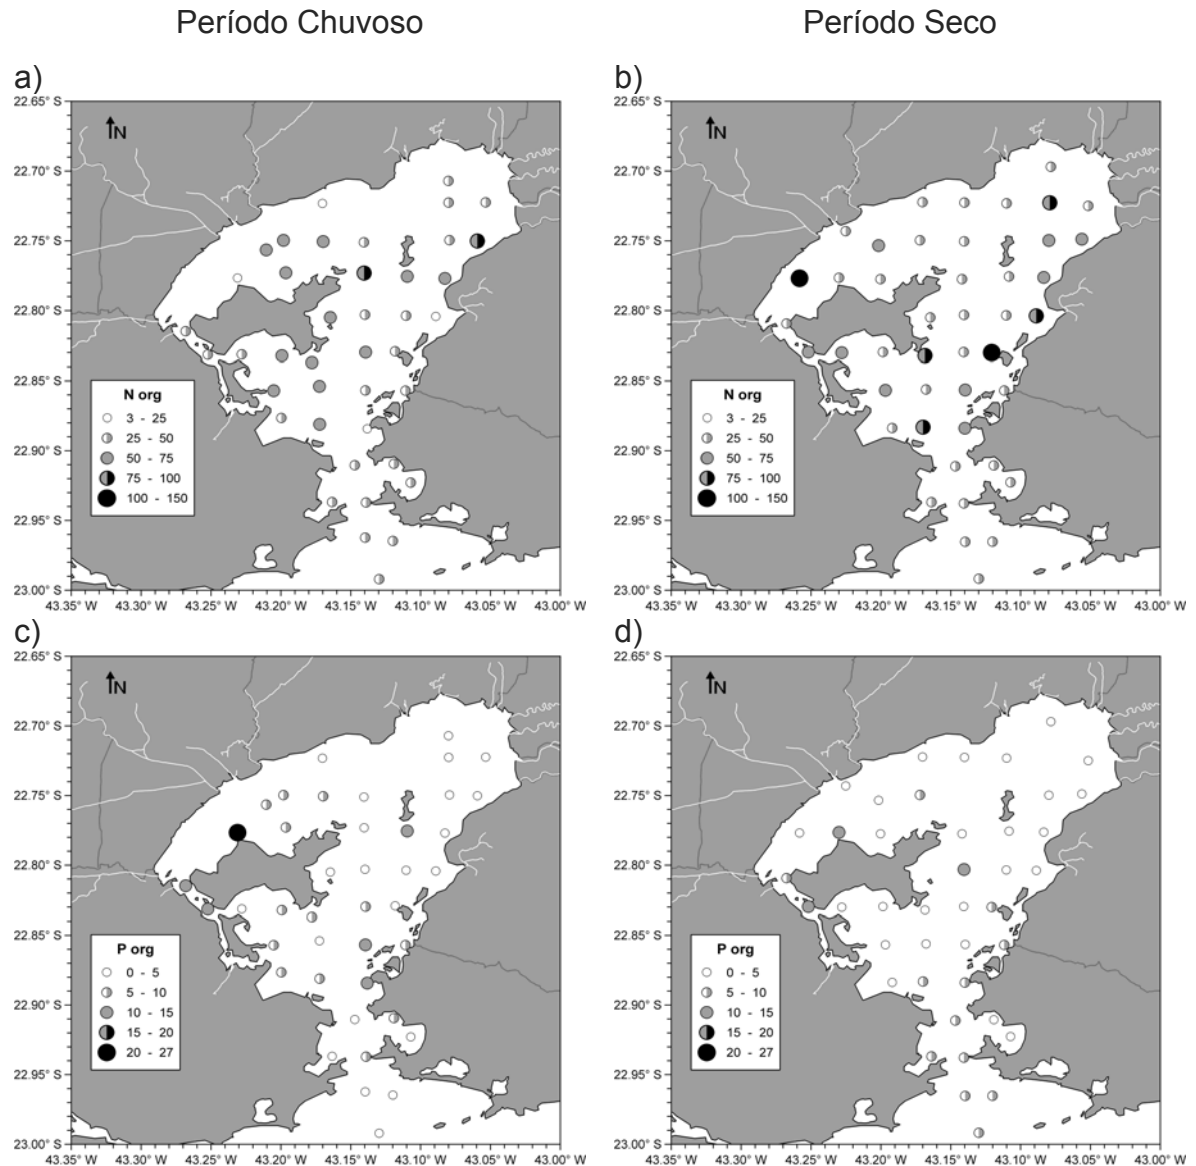 Período Chuvoso
Período Seco
a)
22.65° S
22.70° S
22.75° S
22.80° S
22.85° S
22.90° S
22.95° S
23.00° S
N
N org
3 - 25
25 - 50
50 - 75
75 - 100
100 - 150
43.35 W 43.30° W 43.25° W 43.20° W 43.15° W 43.10° W 43.05° W 43.00° W
b)
22.65° S
22.70° S
22.75° S
22.80° S
22.85° S
22.90° S
22.95° S
23.00° S
N
N org
3 - 25
25 - 50
50 - 75
75 - 100
100 - 150
43.35 W 43.30° W 43.25° W 43.20° W 43.15° W 43.10° W 43.05° W 43.00° W
c)
22.65° S
22.70° S
22.75° S
22.80° S
22.85° S
22.90° S
22.95° S
23.00° S
N
P org
0 - 5
5 - 10
10 - 15
15 - 20
20 - 27
43.35 W 43.30° W 43.25° W 43.20° W 43.15° W 43.10° W 43.05° W 43.00° W
d)
22.65° S
22.70° S
22.75° S
22.80° S
22.85° S
22.90° S
22.95° S
23.00° S
N
P org
0 - 5
5 - 10
10 - 15
15 - 20
20 - 27
43.35 W 43.30° W 43.25° W 43.20° W 43.15° W 43.10° W 43.05° W 43.00° W